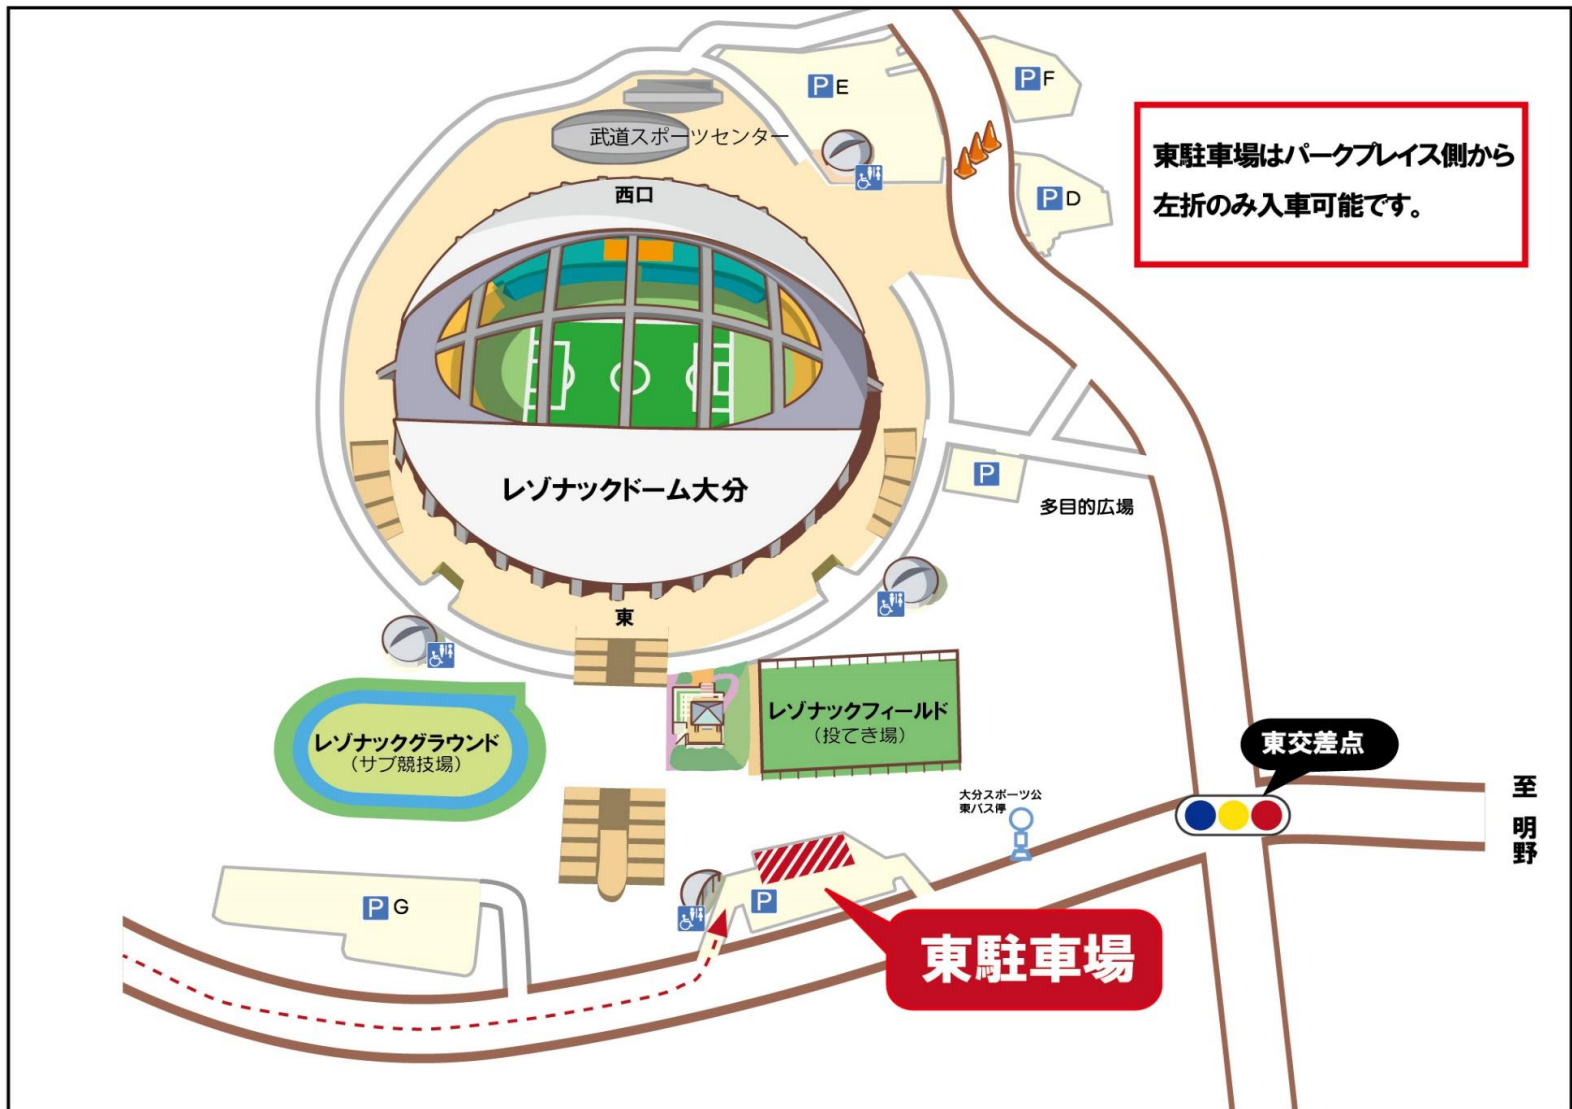 P E
P F
武道スポーツセンター
東駐車場はパークプレイス側から
左折のみ入車可能です。
西口
P D
レゾナックドーム大分
P
多目的広場
東
レゾナックフィールド
（投てき場）
レゾナックグラウンド
（サブ競技場）
東交差点
至 明野
大分スポーツ公
東バス停
P
P G
東駐車場